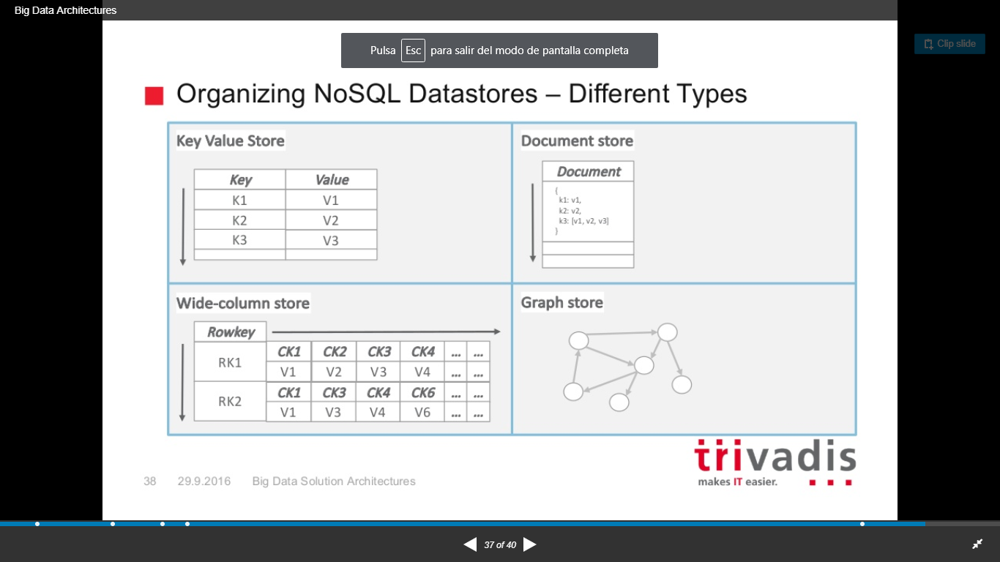 Big Data Architectures
Pulsa Esc para salir del modo de pantalla completa
Clip slide
Organizing NoSQL Datastores – Different Types
Key Value Store
Key Value
K1 V1
K2 V2
K3 V3
Document store
Document
{
k1: v1,
k2: v2,
k3: [v1, v2, v3]
}
Wide-column store
Rowkey
RK1
CK1 CK2 CK3 CK4 ... ...
V1 V2 V3 V4 ... ...
RK2
CK1 CK3 CK4 CK6 ... ...
V1 V3 V4 V6 ... ...
Graph store
trivadis
makes IT easier.
38 29.9.2016 Big Data Solution Architectures
37 of 40